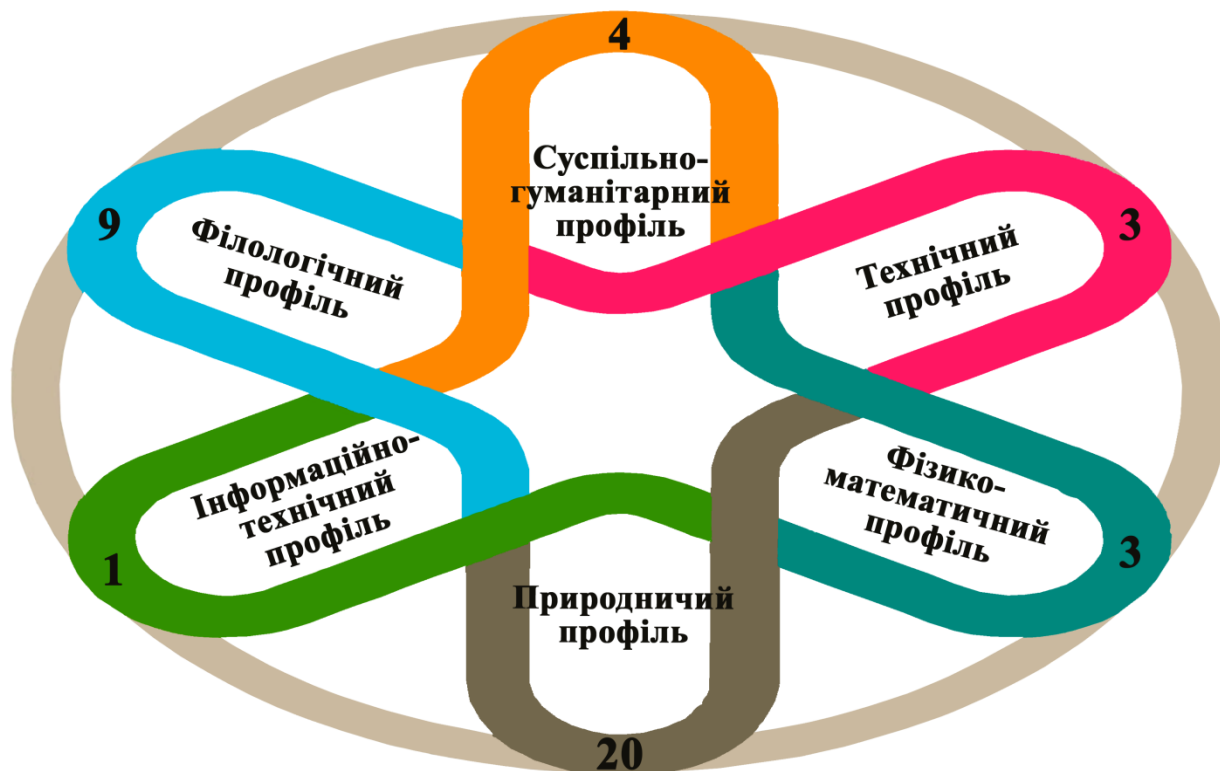 4
Суспільно-
гуманітарний
профіль
9
Філологічний
профіль
3
Технічний
профіль
1
Інформаційно-
технічний
профіль
3
Фізико-
математичний
профіль
Природничий
профіль
20